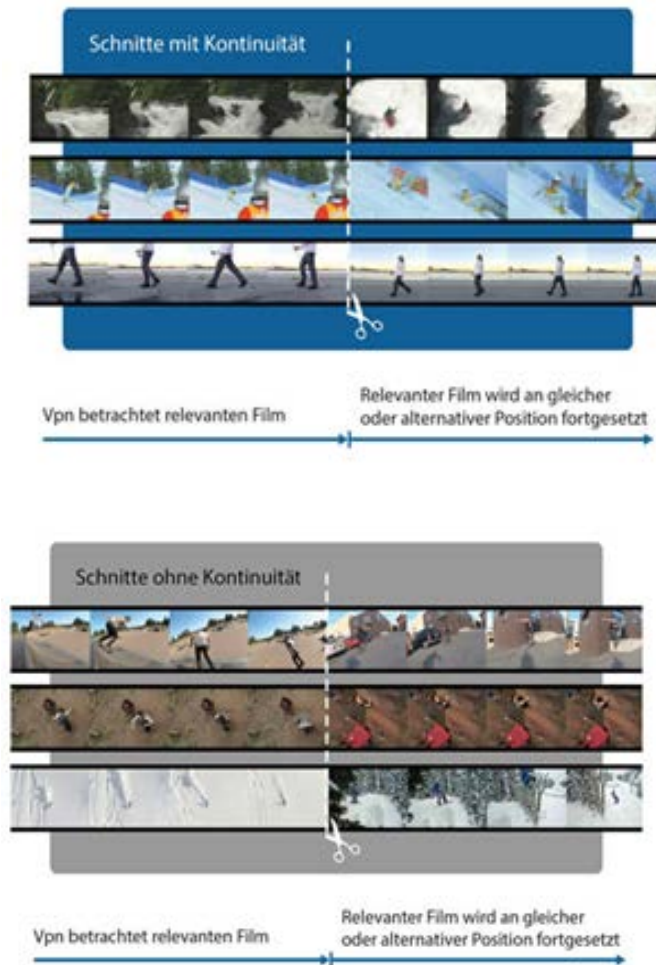 Schnitte mit Kontinuität
Vpn betrachtet relevanten Film
Relevanter Film wird an gleicher
oder alternativer Position fortgesetzt
Schnitte ohne Kontinuität
Vpn betrachtet relevanten Film
Relevanter Film wird an gleicher
oder alternativer Position fortgesetzt